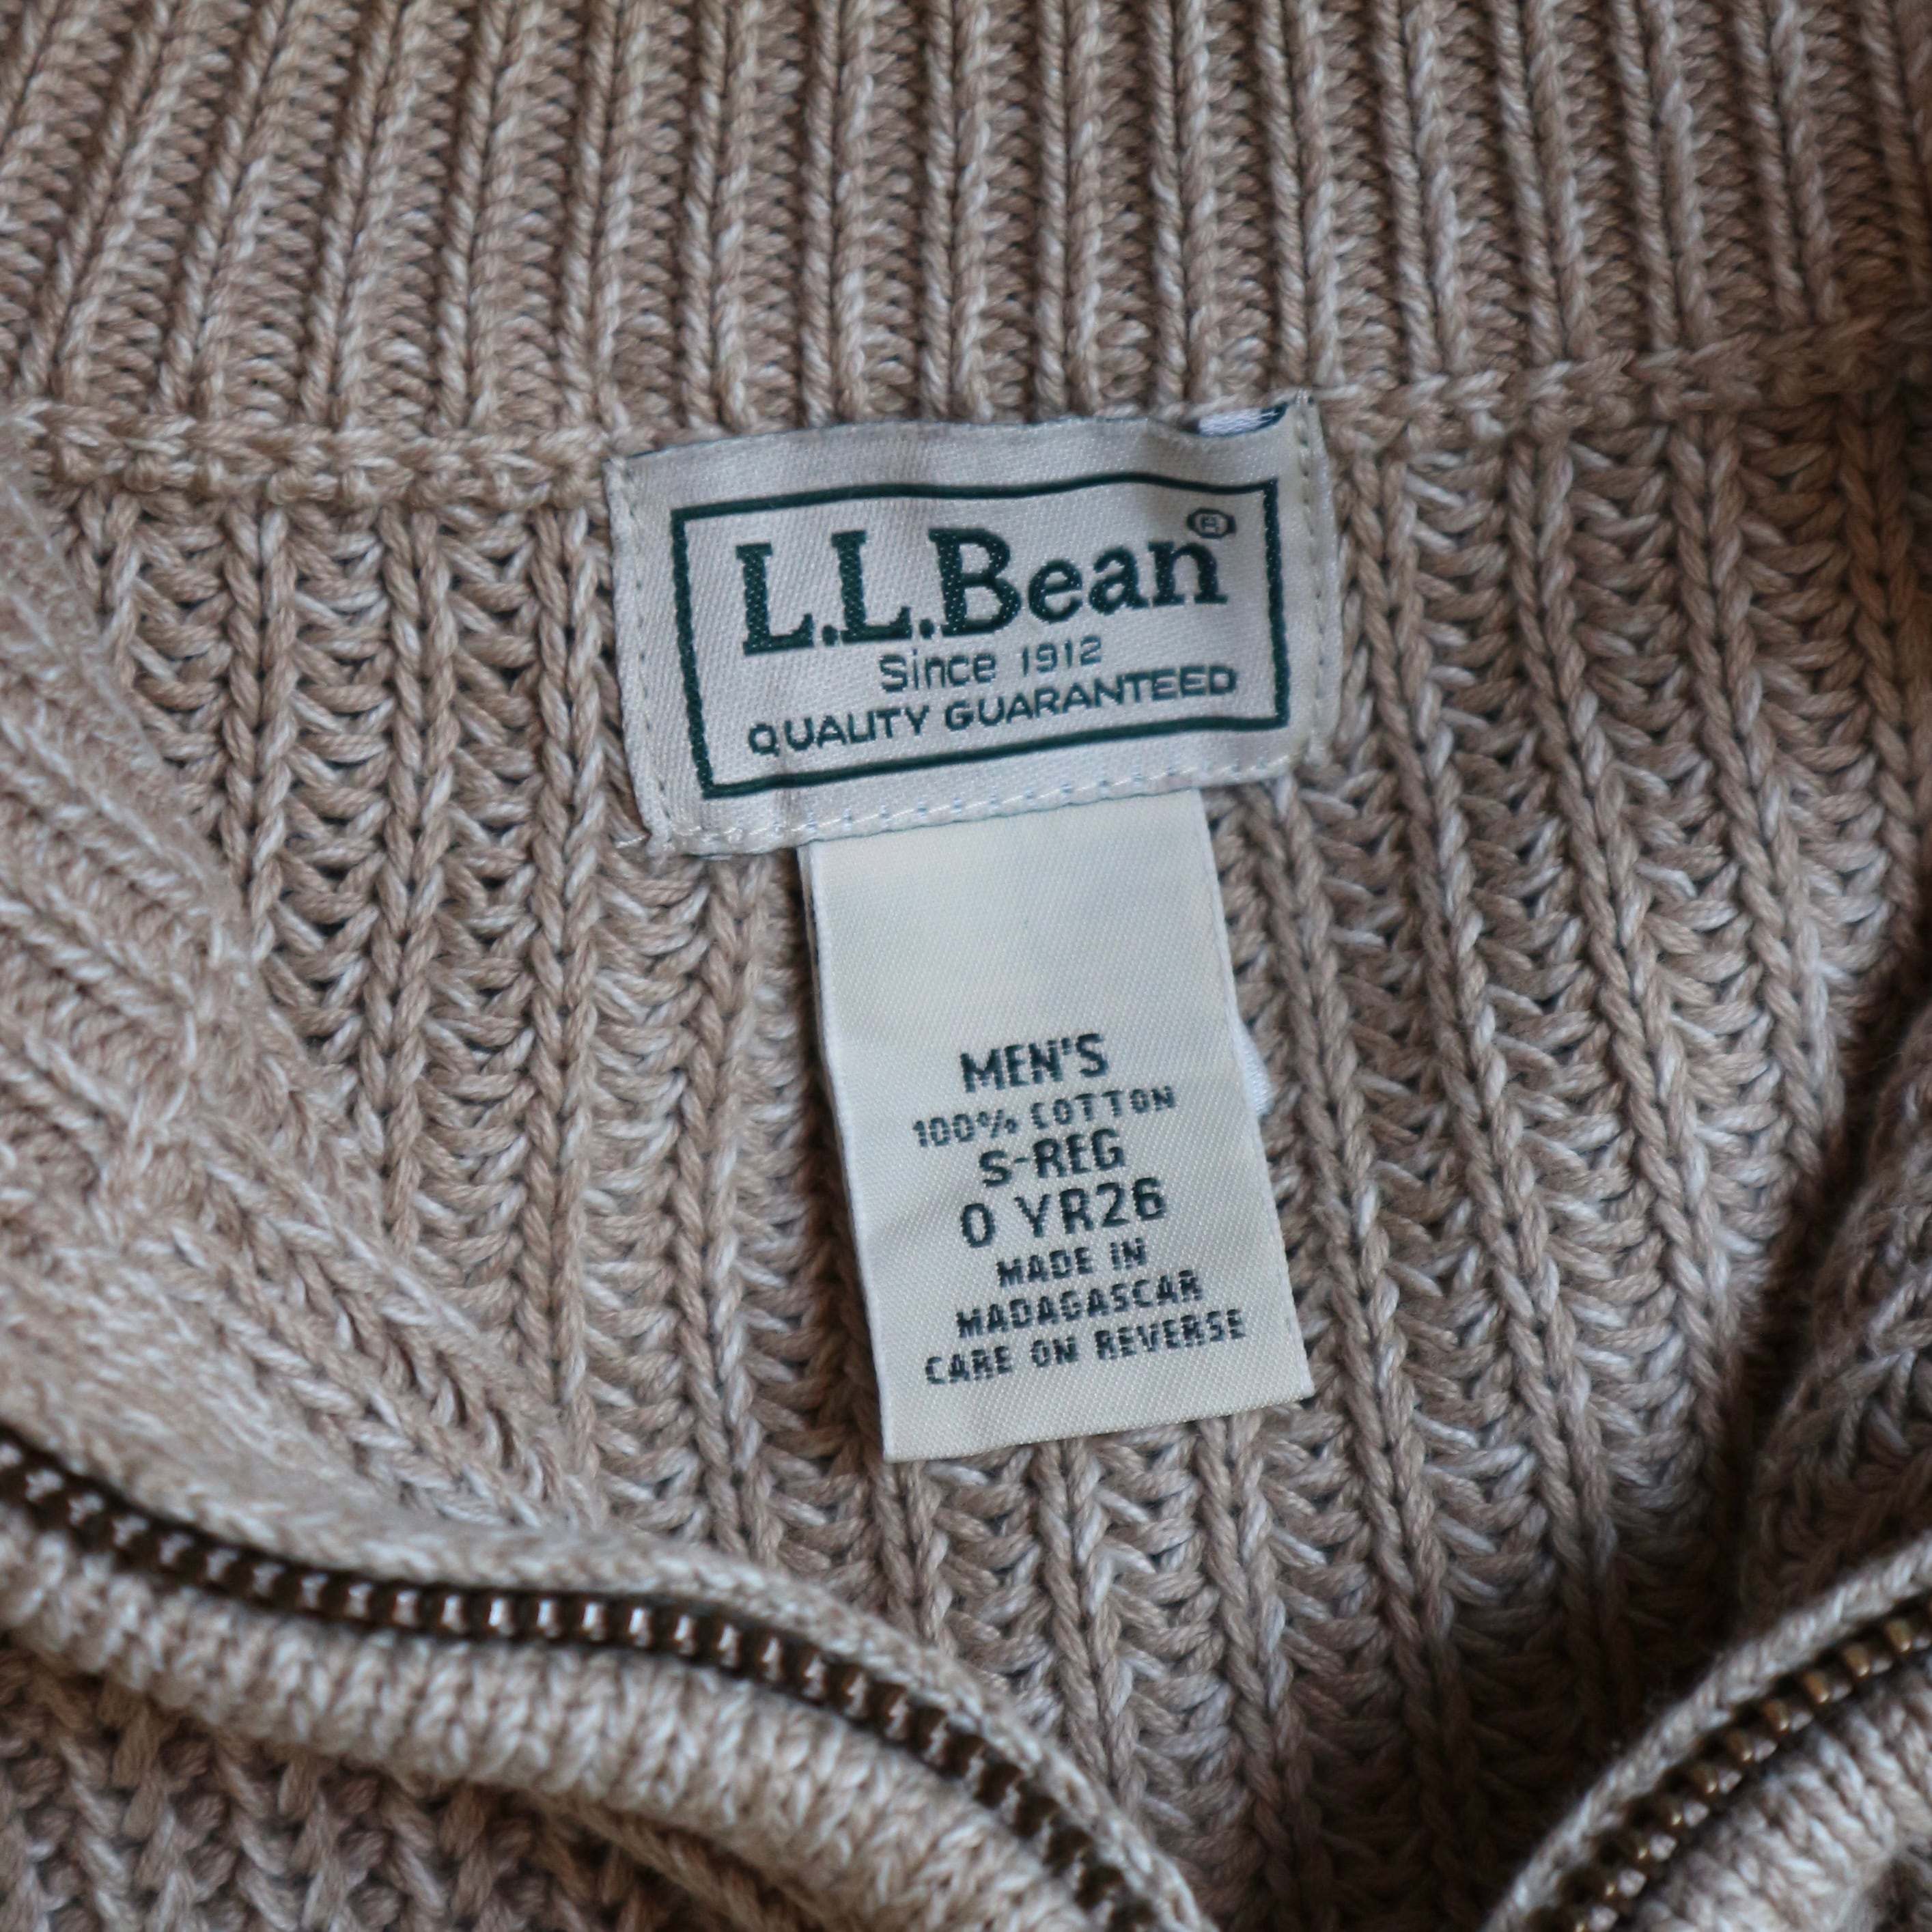 L.L.Bean®
Since 1912
QUALITY GUARANTEED
MEN'S
100% COTTON
S-REG
0 YR26
MADE IN
MADAGASCAR
CARE ON REVERSE